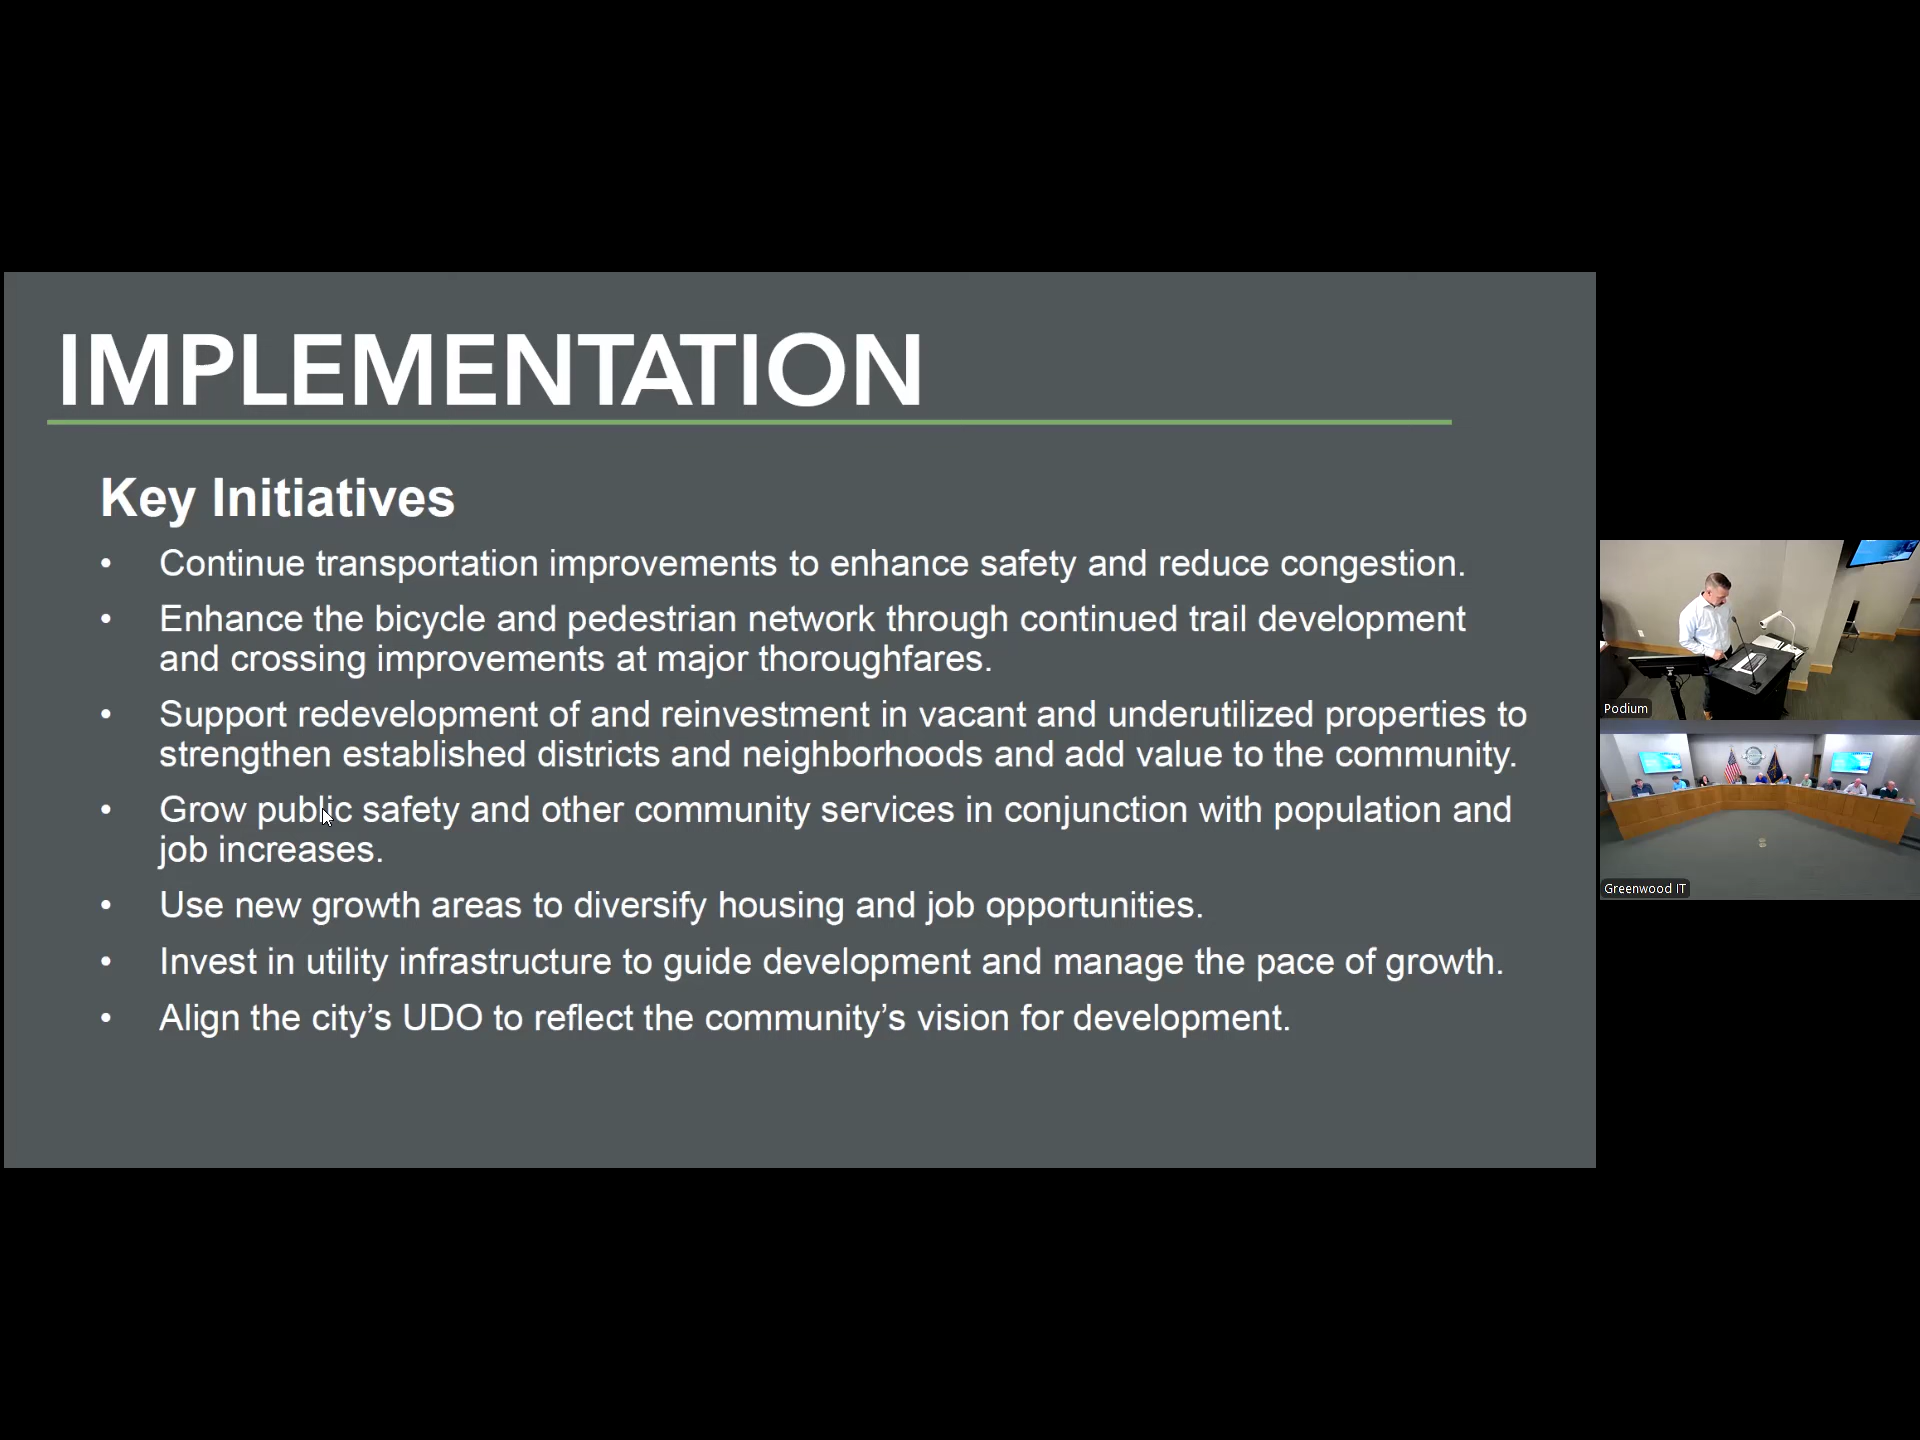 IMPLEMENTATION
Key Initiatives
• Continue transportation improvements to enhance safety and reduce congestion.
• Enhance the bicycle and pedestrian network through continued trail development
and crossing improvements at major thoroughfares.
• Support redevelopment of and reinvestment in vacant and underutilized properties to
strengthen established districts and neighborhoods and add value to the community.
• Grow public safety and other community services in conjunction with population and
job increases.
• Use new growth areas to diversify housing and job opportunities.
• Invest in utility infrastructure to guide development and manage the pace of growth.
• Align the city’s UDO to reflect the community’s vision for development.
Podium
Greenwood IT